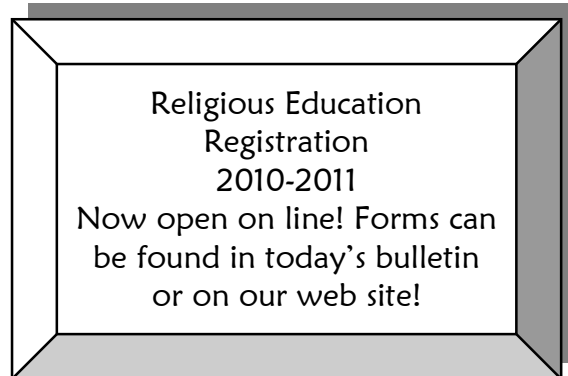 Religious Education
Registration
2010-2011
Now open on line! Forms can
be found in today’s bulletin
or on our web site!